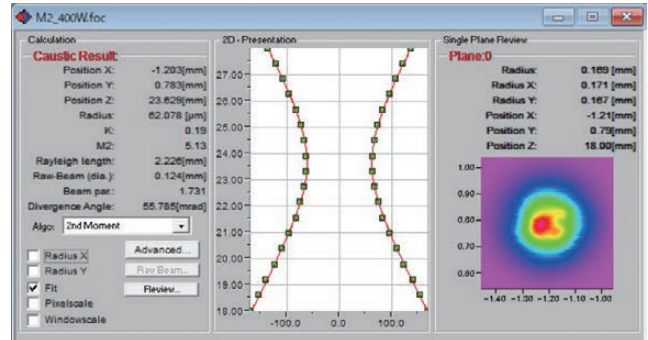 M2_400W.foc
Calculation
Caustic Result:
Position X: -1.203[mm]
Position Y: 0.783[mm]
Position Z: 23.629[mm]
Radius: 62.078 [µm]
K: 0.19
M2: 5.13
Rayleigh length: 2.226[mm]
Raw-Beam (dia.): 0.124[mm]
Beam par.: 1.731
Divergence Angle: 55.785[mrad]
Algo: 2nd Moment
Radius X
Advanced...
Radius Y
Raw Beam...
Fit
Review...
Pixelscale
Windowscale
2D - Presentation
27.00
26.00
25.00
24.00
23.00
22.00
21.00
20.00
19.00
18.00
-100.0 0.0 100.0
Single Plane Review
Plane:0
Radius: 0.169 [mm]
Radius X: 0.171 [mm]
Radius Y: 0.167 [mm]
Position X: -1.21[mm]
Position Y: 0.79[mm]
Position Z: 18.00[mm]
1.00
0.90
0.80
0.70
0.60
-1.40 -1.30 -1.20 -1.10 -1.00